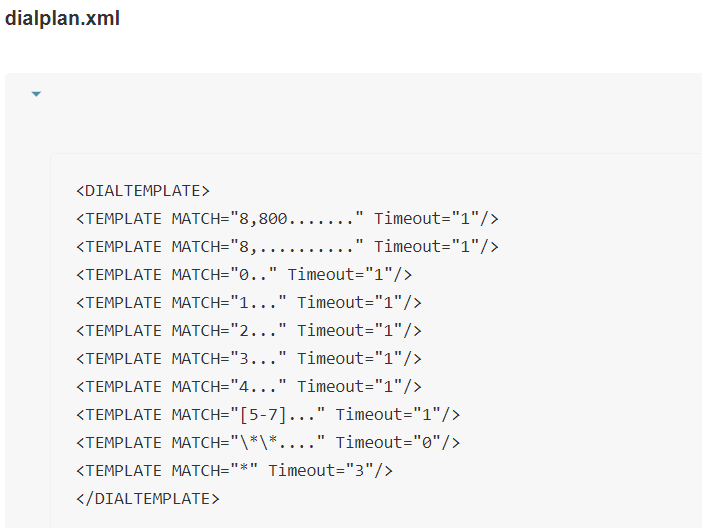 dialplan.xml
<DIALTEMPLATE>
<TEMPLATE MATCH="8,800......." Timeout="1"/>
<TEMPLATE MATCH="8,.........." Timeout="1"/>
<TEMPLATE MATCH="0.." Timeout="1"/>
<TEMPLATE MATCH="1..." Timeout="1"/>
<TEMPLATE MATCH="2..." Timeout="1"/>
<TEMPLATE MATCH="3..." Timeout="1"/>
<TEMPLATE MATCH="4..." Timeout="1"/>
<TEMPLATE MATCH="[5-7]..." Timeout="1"/>
<TEMPLATE MATCH="\*\*...." Timeout="0"/>
<TEMPLATE MATCH="*" Timeout="3"/>
</DIALTEMPLATE>